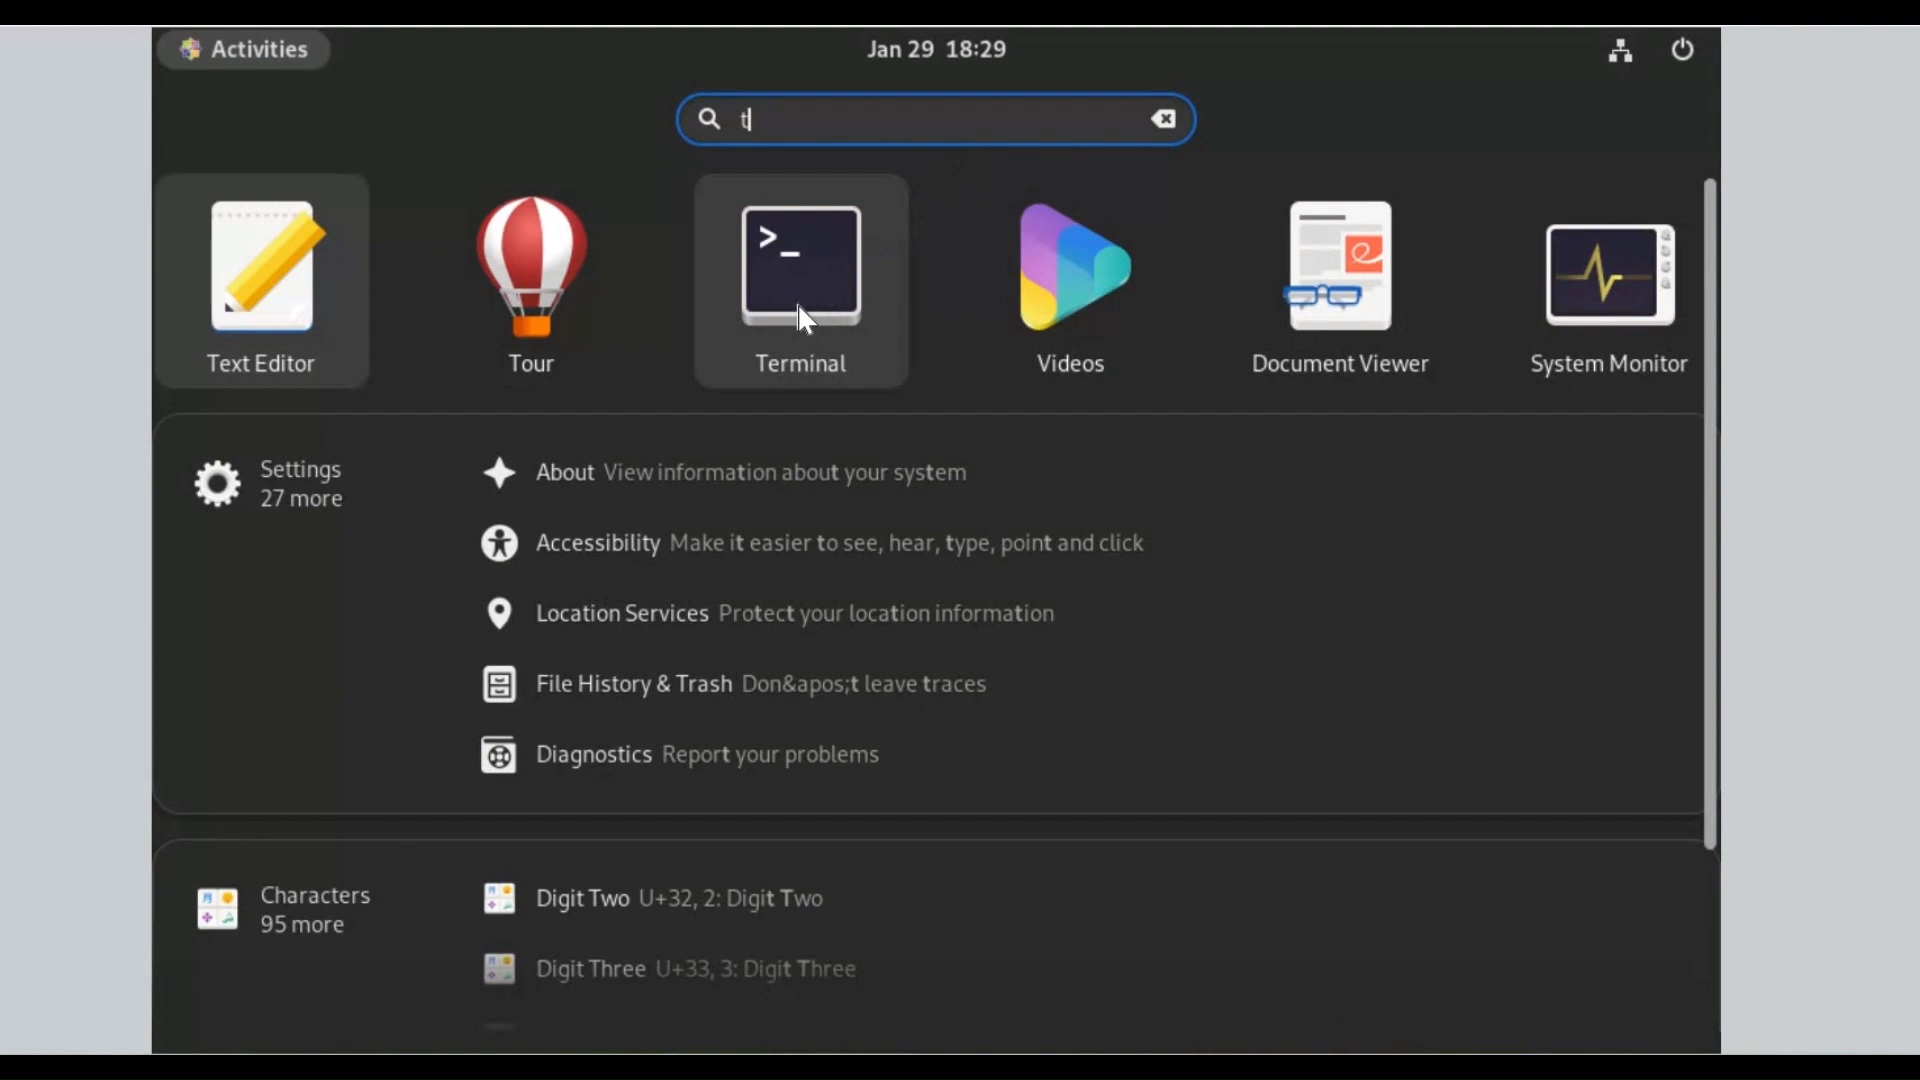 Activities
Jan 29 18:29
t
>_
Text Editor
Tour
Terminal
Videos
Document Viewer
System Monitor
Settings
27 more
About View information about your system
Accessibility Make it easier to see, hear, type, point and click
Location Services Protect your location information
File History & Trash Don&apos;t leave traces
Diagnostics Report your problems
Characters
95 more
Digit Two U+32, 2: Digit Two
Digit Three U+33, 3: Digit Three